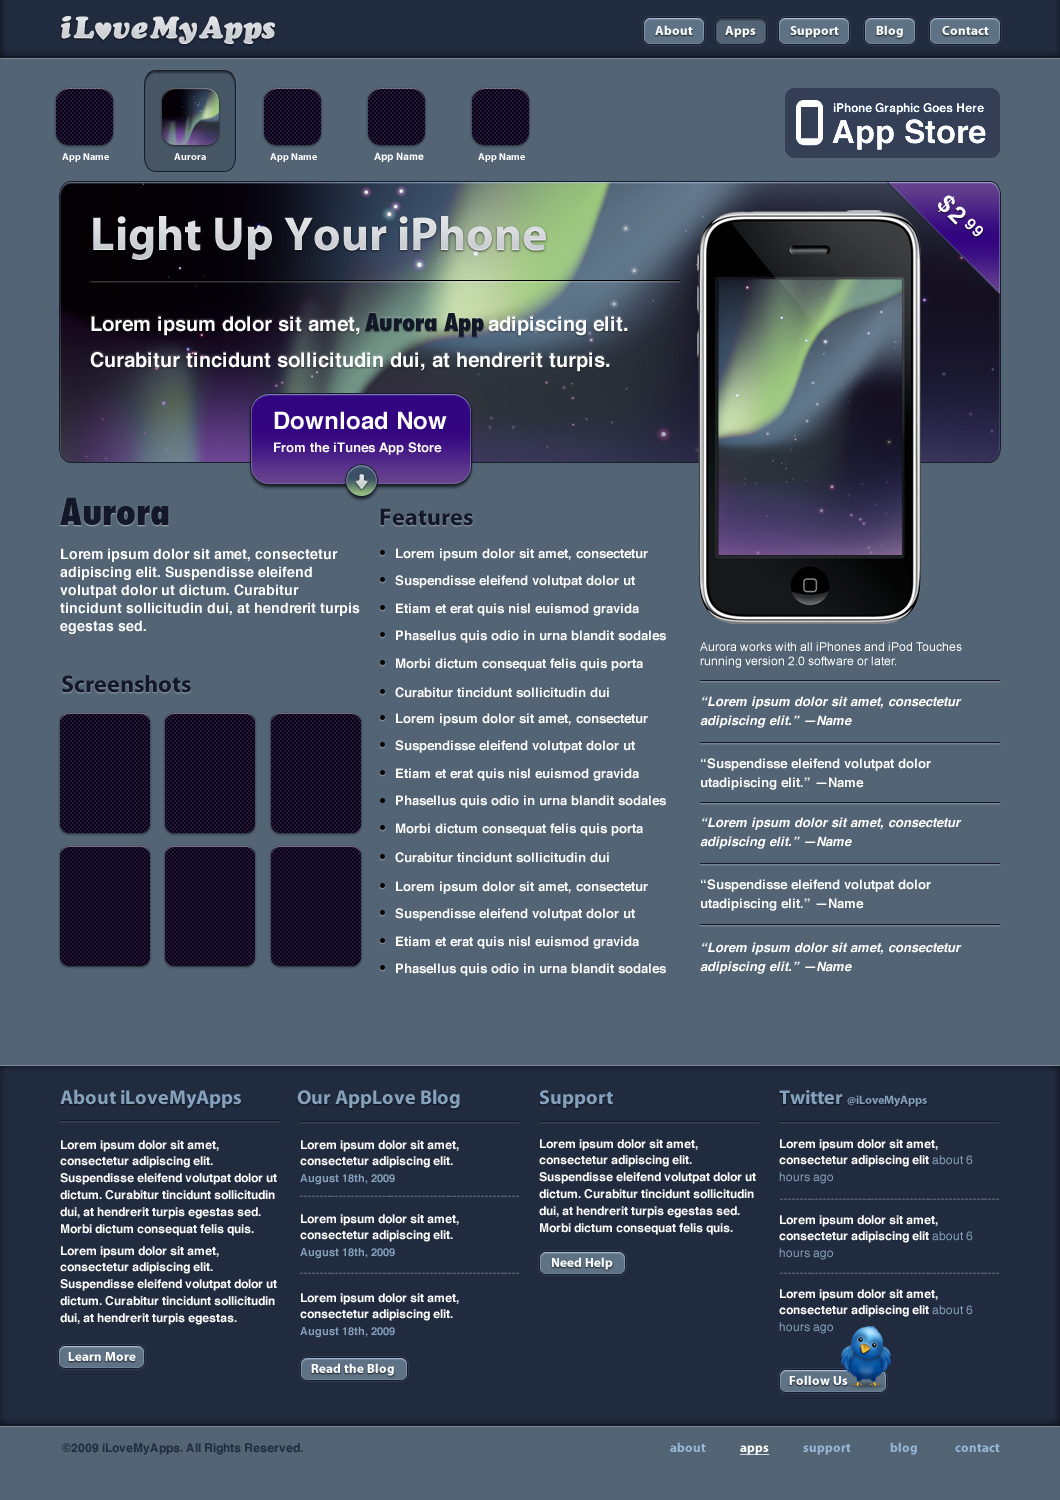 iLoveMyApps
About Apps Support Blog Contact
App Name Aurora App Name App Name App Name
iPhone Graphic Goes Here
App Store
$2 99
Light Up Your iPhone
Lorem ipsum dolor sit amet, Aurora App adipiscing elit.
Curabitur tincidunt sollicitudin dui, at hendrerit turpis.
Download Now
From the iTunes App Store
Aurora
Lorem ipsum dolor sit amet, consectetur
adipiscing elit. Suspendisse eleifend
volutpat dolor ut dictum. Curabitur
tincidunt sollicitudin dui, at hendrerit turpis
egestas sed.
Screenshots
Features
• Lorem ipsum dolor sit amet, consectetur
• Suspendisse eleifend volutpat dolor ut
• Etiam et erat quis nisl euismod gravida
• Phasellus quis odio in urna blandit sodales
• Morbi dictum consequat felis quis porta
• Curabitur tincidunt sollicitudin dui
• Lorem ipsum dolor sit amet, consectetur
• Suspendisse eleifend volutpat dolor ut
• Etiam et erat quis nisl euismod gravida
• Phasellus quis odio in urna blandit sodales
• Morbi dictum consequat felis quis porta
• Curabitur tincidunt sollicitudin dui
• Lorem ipsum dolor sit amet, consectetur
• Suspendisse eleifend volutpat dolor ut
• Etiam et erat quis nisl euismod gravida
• Phasellus quis odio in urna blandit sodales
Aurora works with all iPhones and iPod Touches
running version 2.0 software or later.
“Lorem ipsum dolor sit amet, consectetur
adipiscing elit.” —Name
“Suspendisse eleifend volutpat dolor
utadipiscing elit.” —Name
“Lorem ipsum dolor sit amet, consectetur
adipiscing elit.” —Name
“Suspendisse eleifend volutpat dolor
utadipiscing elit.” —Name
“Lorem ipsum dolor sit amet, consectetur
adipiscing elit.” —Name
About iLoveMyApps
Lorem ipsum dolor sit amet,
consectetur adipiscing elit.
Suspendisse eleifend volutpat dolor ut
dictum. Curabitur tincidunt sollicitudin
dui, at hendrerit turpis egestas sed.
Morbi dictum consequat felis quis.
Lorem ipsum dolor sit amet,
consectetur adipiscing elit.
Suspendisse eleifend volutpat dolor ut
dictum. Curabitur tincidunt sollicitudin
dui, at hendrerit turpis egestas.
Learn More
Our AppLove Blog
Lorem ipsum dolor sit amet,
consectetur adipiscing elit.
August 18th, 2009
Lorem ipsum dolor sit amet,
consectetur adipiscing elit.
August 18th, 2009
Lorem ipsum dolor sit amet,
consectetur adipiscing elit.
August 18th, 2009
Read the Blog
Support
Lorem ipsum dolor sit amet,
consectetur adipiscing elit.
Suspendisse eleifend volutpat dolor ut
dictum. Curabitur tincidunt sollicitudin
dui, at hendrerit turpis egestas sed.
Morbi dictum consequat felis quis.
Need Help
Twitter @iLoveMyApps
Lorem ipsum dolor sit amet,
consectetur adipiscing elit about 6
hours ago
Lorem ipsum dolor sit amet,
consectetur adipiscing elit about 6
hours ago
Lorem ipsum dolor sit amet,
consectetur adipiscing elit about 6
hours ago
Follow Us
©2009 iLoveMyApps. All Rights Reserved.
about apps support blog contact